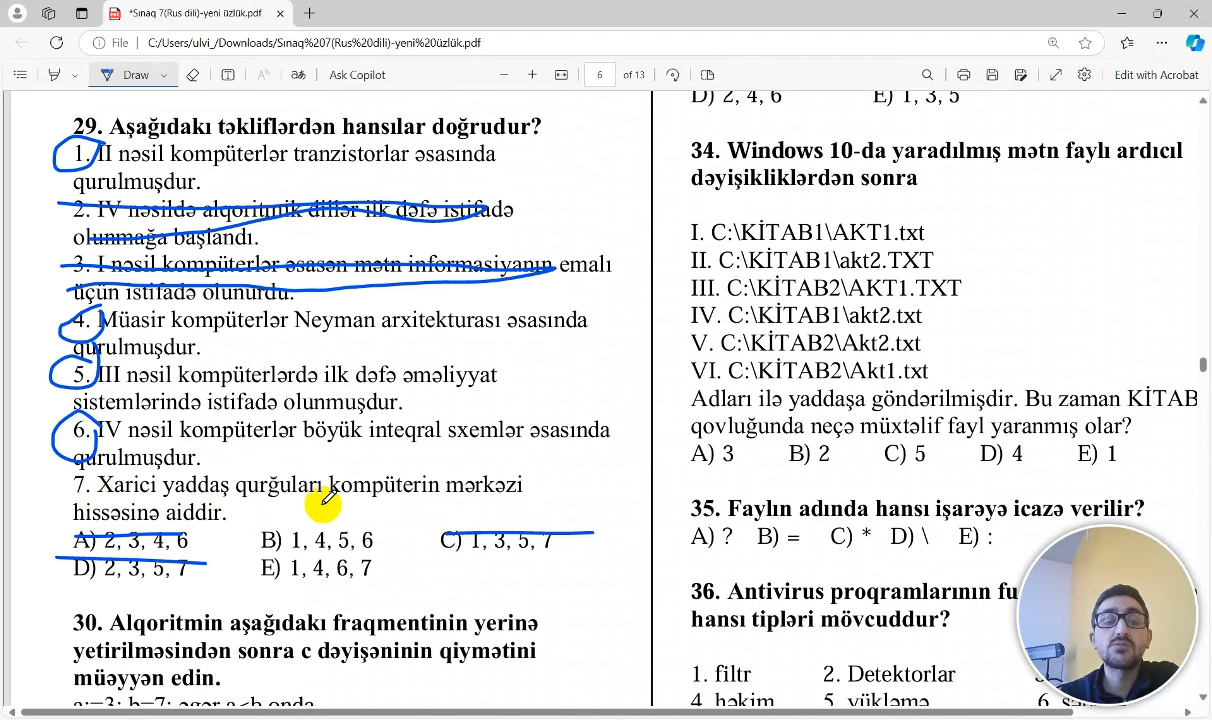 *Sınaq 7(Rus dili)-yeni üzlük.pdf
File
C:/Users/ulvi_/Downloads/Sınaq%207(Rus%20dili)-yeni%20üzlük.pdf
Draw
Ask Copilot
6 of 13
Edit with Acrobat
29. Aşağıdakı təkliflərdən hansılar doğrudur?
1. II nəsil kompüterlər tranzistorlar əsasında
qurulmuşdur.
2. IV nəsildə alqoritmik dillər ilk dəfə istifadə
olunmağa başlandı.
3. I nəsil kompüterlər əsasən mətn informasiyanın emalı
üçün istifadə olunurdu.
4. Müasir kompüterlər Neyman arxitekturası əsasında
qurulmuşdur.
5. III nəsil kompüterlərdə ilk dəfə əməliyyat
sistemlərində istifadə olunmuşdur.
6. IV nəsil kompüterlər böyük inteqral sxemlər əsasında
qurulmuşdur.
7. Xarici yaddaş qurğuları kompüterin mərkəzi
hissəsinə aiddir.
A) 2, 3, 4, 6 B) 1, 4, 5, 6 C) 1, 3, 5, 7
D) 2, 3, 5, 7 E) 1, 4, 6, 7
30. Alqoritmin aşağıdakı fraqmentinin yerinə
yetirilməsindən sonra c dəyişəninin qiymətini
müəyyən edin.
a:=3; b=7; əgər a<b onda
D) 2, 4, 6 E) 1, 3, 5
34. Windows 10-da yaradılmış mətn faylı ardıcıl
dəyişikliklərdən sonra
I. C:\KİTAB1\AKT1.txt
II. C:\KİTAB1\akt2.TXT
III. C:\KİTAB2\AKT1.TXT
IV. C:\KİTAB1\akt2.txt
V. C:\KİTAB2\Akt2.txt
VI. C:\KİTAB2\Akt1.txt
Adları ilə yaddaşa göndərilmişdir. Bu zaman KİTAB
qovluğunda neçə müxtəlif fayl yaranmış olar?
A) 3 B) 2 C) 5 D) 4 E) 1
35. Faylın adında hansı işarəyə icazə verilir?
A) ? B) = C) * D) \ E) :
36. Antivirus proqramlarının
hansı tipləri mövcuddur?
1. filtr 2. Detektorlar
4. həkim 5. yükləmə 6.